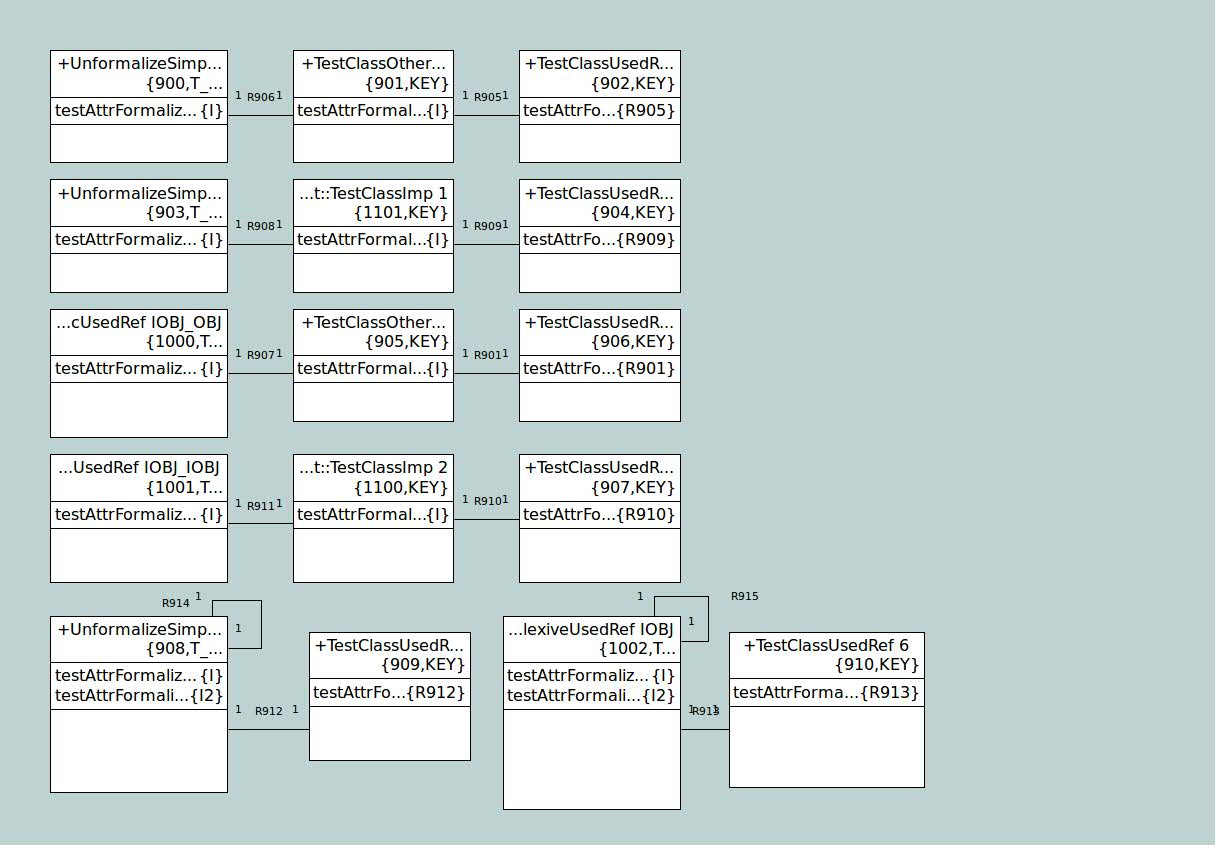 +UnformalizeSimp...
{900,T_...
testAttrFormaliz... {I}
1 R906 1
+TestClassOther...
{901,KEY}
testAttrFormal...{I}
1 R905 1
+TestClassUsedR...
{902,KEY}
testAttrFo...{R905}
+UnformalizeSimp...
{903,T_...
testAttrFormaliz... {I}
1 R908 1
...t::TestClassImp 1
{1101,KEY}
testAttrFormal...{I}
1 R909 1
+TestClassUsedR...
{904,KEY}
testAttrFo...{R909}
...cUsedRef IOBJ_OBJ
{1000,T...
testAttrFormaliz... {I}
1 R907 1
+TestClassOther...
{905,KEY}
testAttrFormal...{I}
1 R901 1
+TestClassUsedR...
{906,KEY}
testAttrFo...{R901}
...UsedRef IOBJ_IOBJ
{1001,T...
testAttrFormaliz... {I}
1 R911 1
...t::TestClassImp 2
{1100,KEY}
testAttrFormal...{I}
1 R910 1
+TestClassUsedR...
{907,KEY}
testAttrFo...{R910}
R914 1
1
+UnformalizeSimp...
{908,T_...
testAttrFormaliz... {I}
testAttrFormali...{I2}
1 R912 1
+TestClassUsedR...
{909,KEY}
testAttrFo...{R912}
1 R915
1
...lexiveUsedRef IOBJ
{1002,T...
testAttrFormaliz... {I}
testAttrFormali...{I2}
1 R913 1
+TestClassUsedRef 6
{910,KEY}
testAttrForma...{R913}